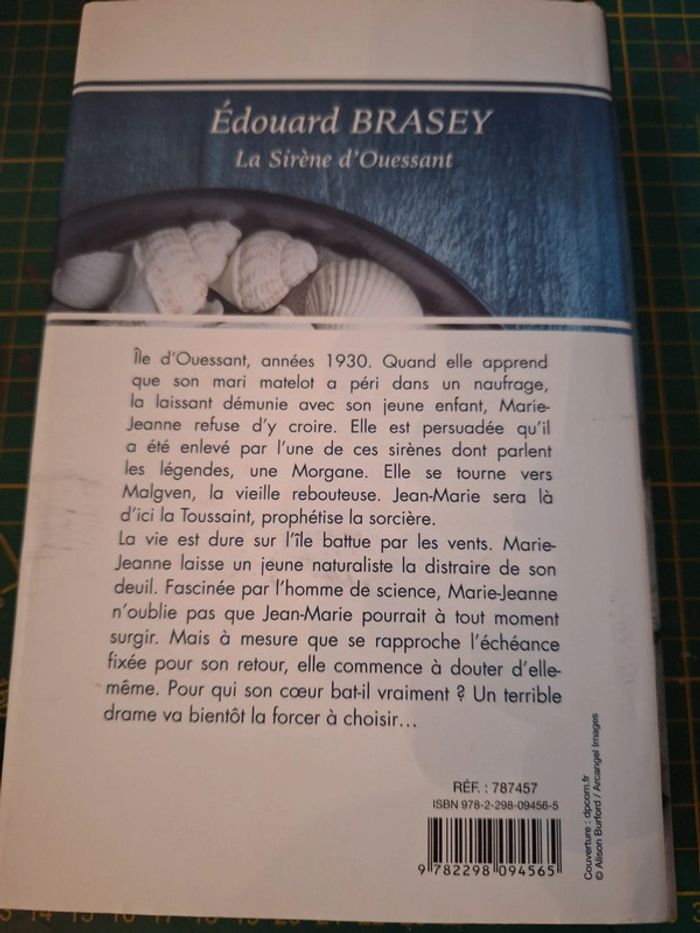 Édouard BRASEY
La Sirène d'Ouessant
Île d'Ouessant, années 1930. Quand elle apprend
que son mari matelot a péri dans un naufrage,
la laissant démunie avec son jeune enfant, Marie-
Jeanne refuse d'y croire. Elle est persuadée qu'il
a été enlevé par l'une de ces sirènes dont parlent
les légendes, une Morgane. Elle se tourne vers
Malgven, la vieille rebouteuse. Jean-Marie sera là
d'ici la Toussaint, prophétise la sorcière.
La vie est dure sur l'île battue par les vents. Marie-
Jeanne laisse un jeune naturaliste la distraire de son
deuil. Fascinée par l'homme de science, Marie-Jeanne
n'oublie pas que Jean-Marie pourrait à tout moment
surgir. Mais à mesure que se rapproche l'échéance
fixée pour son retour, elle commence à douter d'elle-
même. Pour qui son cœur bat-il vraiment ? Un terrible
drame va bientôt la forcer à choisir…
RÉF. : 787457
ISBN 978-2-298-09456-5
9 782298 094565
Couverture : dpcom.fr
© Alison Burford / Arcangel Images